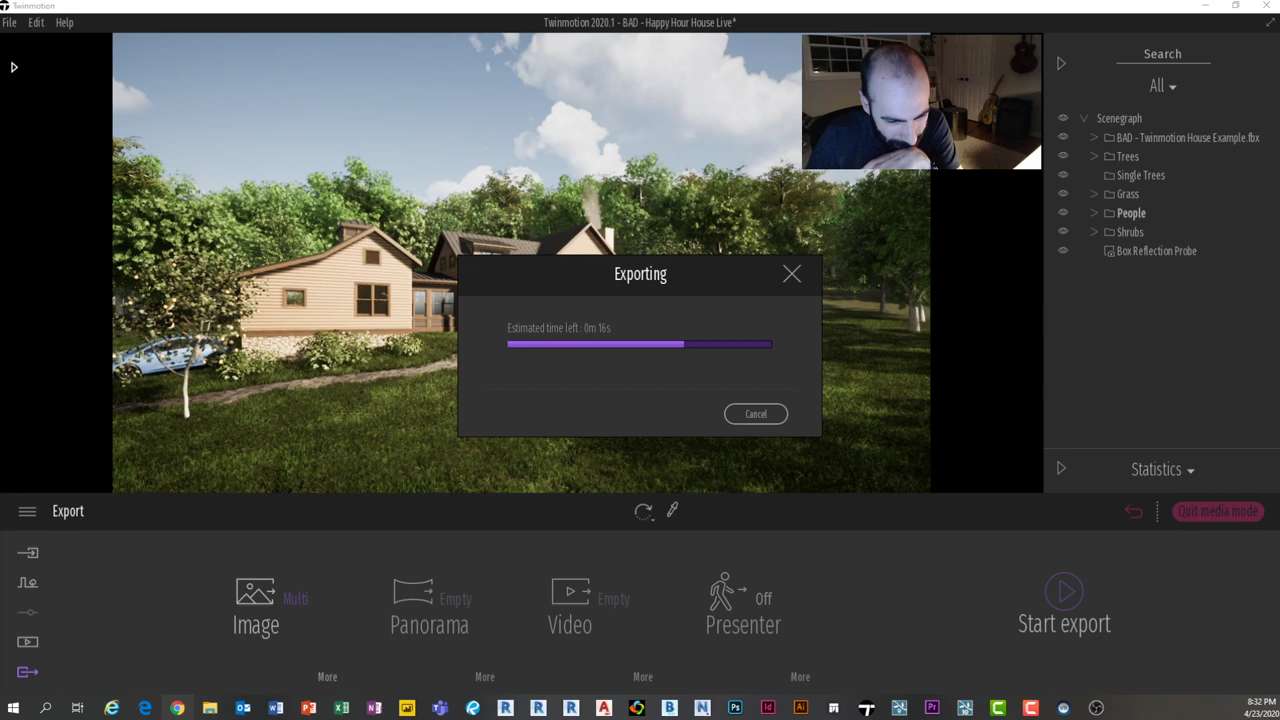 Twinmotion
File Edit Help
Twinmotion 2020.1 - BAD - Happy Hour House Live*
Search
All
Scenegraph
BAD - Twinmotion House Example.fbx
Trees
Single Trees
Grass
People
Shrubs
Box Reflection Probe
Exporting
Estimated time left : 0m 16s
Cancel
Statistics
Export
Quit media mode
Multi
Image
More
Empty
Panorama
More
Empty
Video
More
Off
Presenter
More
Start export
8:32 PM
4/23/2020